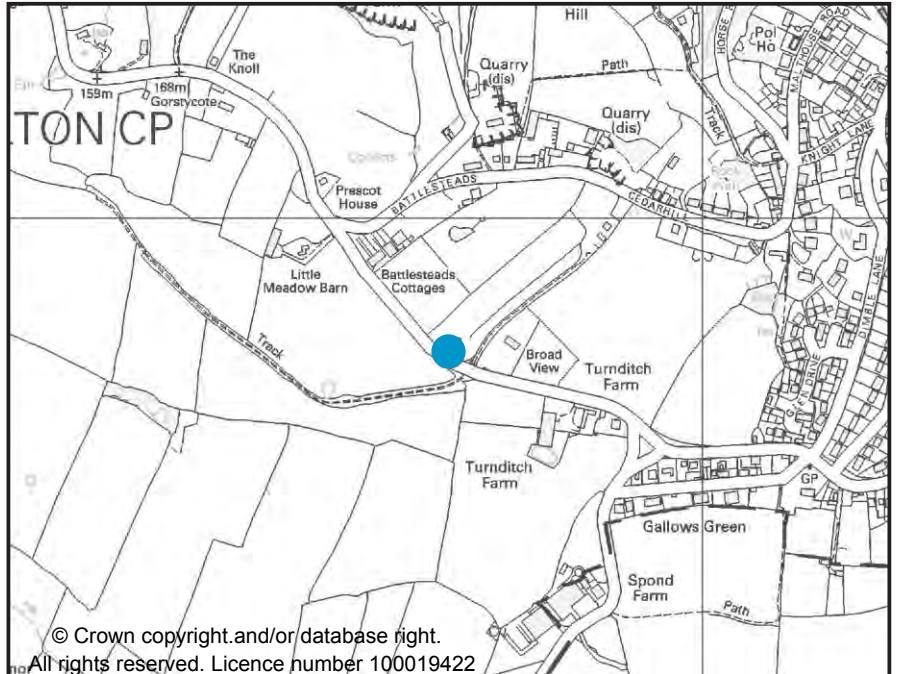 Hill
The
Knoll
159m
168m
Gorstycote
TON CP
Quarry
(dis)
Path
Quarry
(dis)
Track
HORSE R
Pol
Ho
MALTHOUSE ROAD
KNIGHT LANE
Prescot
House
BATTLESTEADS
CEDARHILL
W
Little
Meadow Barn
Battlesteads
Cottages
DIMBLE LANE
Track
Broad
View
Turnditch
Farm
GLEN DRIVE
Turnditch
Farm
GP
Gallows Green
Spond
Farm
Path
© Crown copyright.and/or database right.
All rights reserved. Licence number 100019422